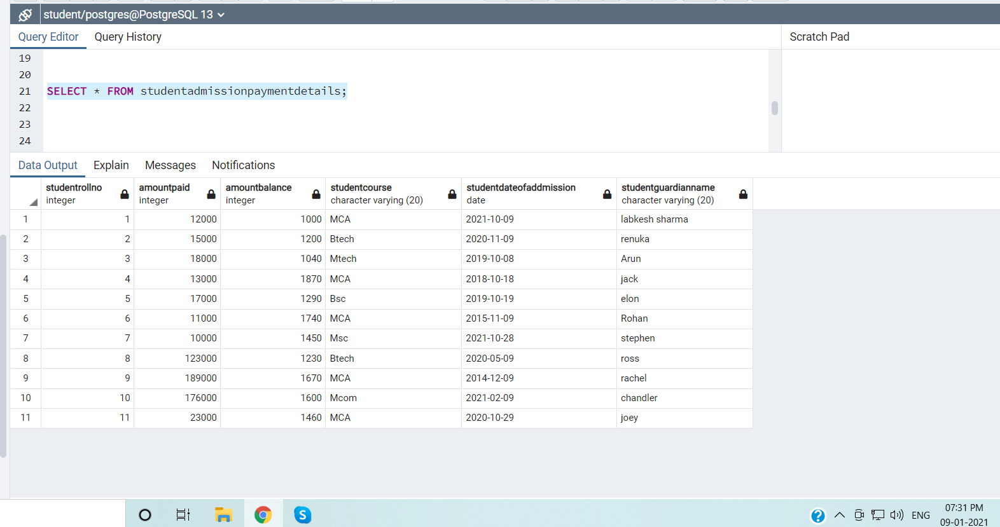 student/postgres@PostgreSQL 13
Query Editor Query History Scratch Pad
19
20
21 SELECT * FROM studentadmissionpaymentdetails;
22
23
24
Data Output Explain Messages Notifications
studentrollno amountpaid amountbalance studentcourse studentdateofaddmission studentguardianname
integer integer integer character varying (20) date character varying (20)
1 1 12000 1000 MCA 2021-10-09 labkesh sharma
2 2 15000 1200 Btech 2020-11-09 renuka
3 3 18000 1040 Mtech 2019-10-08 Arun
4 4 13000 1870 MCA 2018-10-18 jack
5 5 17000 1290 Bsc 2019-10-19 elon
6 6 11000 1740 MCA 2015-11-09 Rohan
7 7 10000 1450 Msc 2021-10-28 stephen
8 8 123000 1230 Btech 2020-05-09 ross
9 9 189000 1670 MCA 2014-12-09 rachel
10 10 176000 1600 Mcom 2021-02-09 chandler
11 11 23000 1460 MCA 2020-10-29 joey
ENG 07:31 PM
09-01-2021